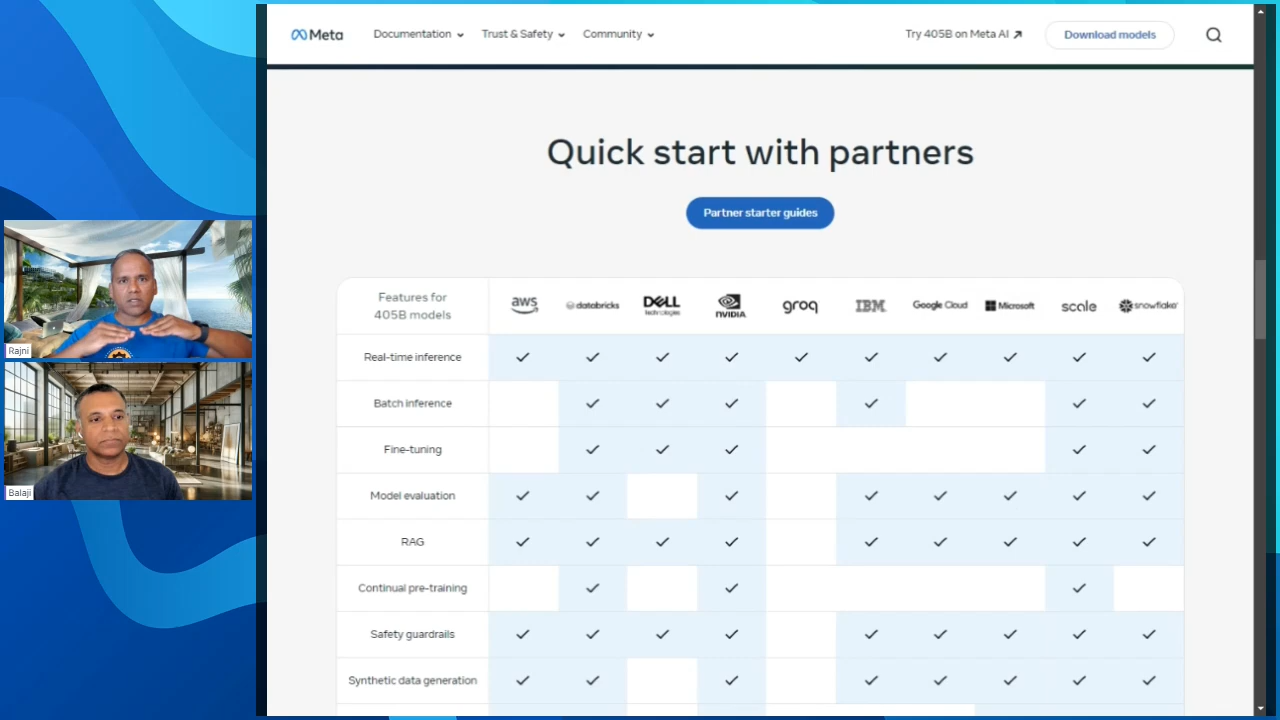 Meta
Documentation
Trust & Safety
Community
Try 405B on Meta AI
Download models
Quick start with partners
Partner starter guides
Features for
405B models
aws
databricks
DELL
Technologies
NVIDIA
groq
IBM
Google Cloud
Microsoft
scale
snowflake
Real-time inference
Batch inference
Fine-tuning
Model evaluation
RAG
Continual pre-training
Safety guardrails
Synthetic data generation
Rajni
Balaji